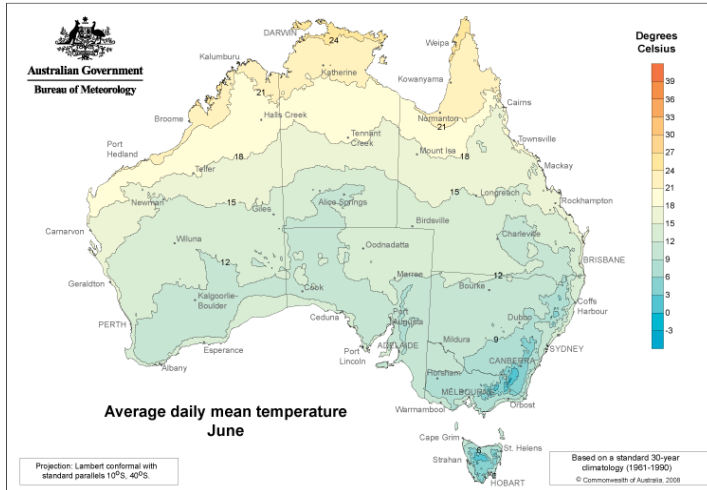 Australian Government
Bureau of Meteorology
Degrees
Celsius
39
36
33
30
27
24
21
18
15
12
9
6
3
0
-3
DARWIN
24
Kalumburu
Katherine
Weipa
Kowanyama
21
Broome
Halls Creek
Normanton
21
Cairns
Port
Hedland
Tennant
Creek
Mount Isa
Townsville
18
18
Mackay
Telfer
Newman
15
Giles
Alice Springs
15
Longreach
Rockhampton
Carnarvon
Wiluna
Birdsville
Charleville
Oodnadatta
BRISBANE
12
12
Geraldton
Kalgoorlie-
Boulder
Cook
Marree
Bourke
Coffs
Harbour
PERTH
Ceduna
Port
Augusta
Dubbo
Esperance
Albany
Port
Lincoln
ADELAIDE
Mildura
9
SYDNEY
CANBERRA
Horsham
MELBOURNE
Orbost
Warrnambool
Average daily mean temperature
June
Cape Grim
St. Helens
6
Strahan
HOBART
Projection: Lambert conformal with
standard parallels 10°S, 40°S.
Based on a standard 30-year
climatology (1961-1990)
© Commonwealth of Australia, 2008